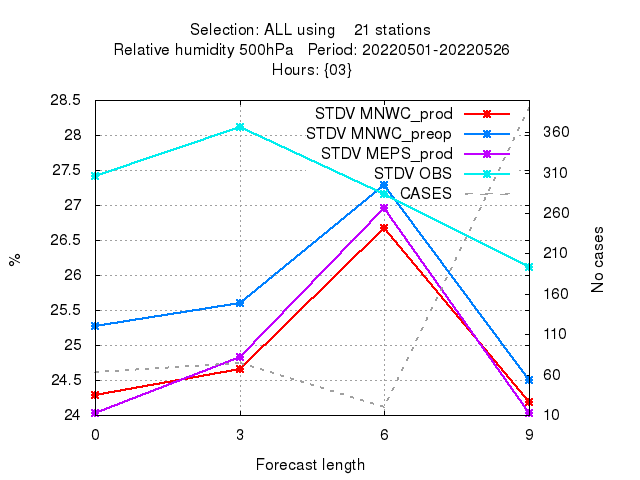 Selection: ALL using    21 stations
Relative humidity 500hPa   Period: 20220501-20220526
Hours: {03}
28.5
28
27.5
27
26.5
26
25.5
25
24.5
24
%
STDV MNWC_prod
STDV MNWC_preop
STDV MEPS_prod
STDV OBS
CASES
360
310
260
210
160
110
60
10
No cases
0 3 6 9
Forecast length